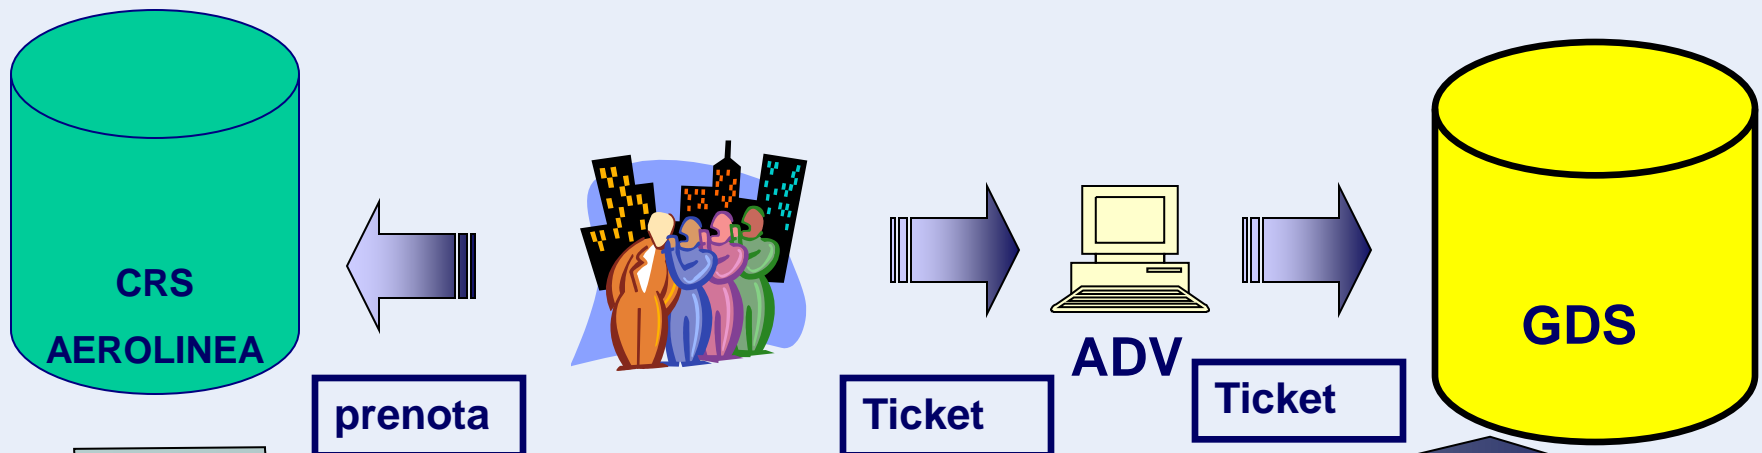 CRS
AEROLINEA
prenota
Ticket
ADV
Ticket
GDS